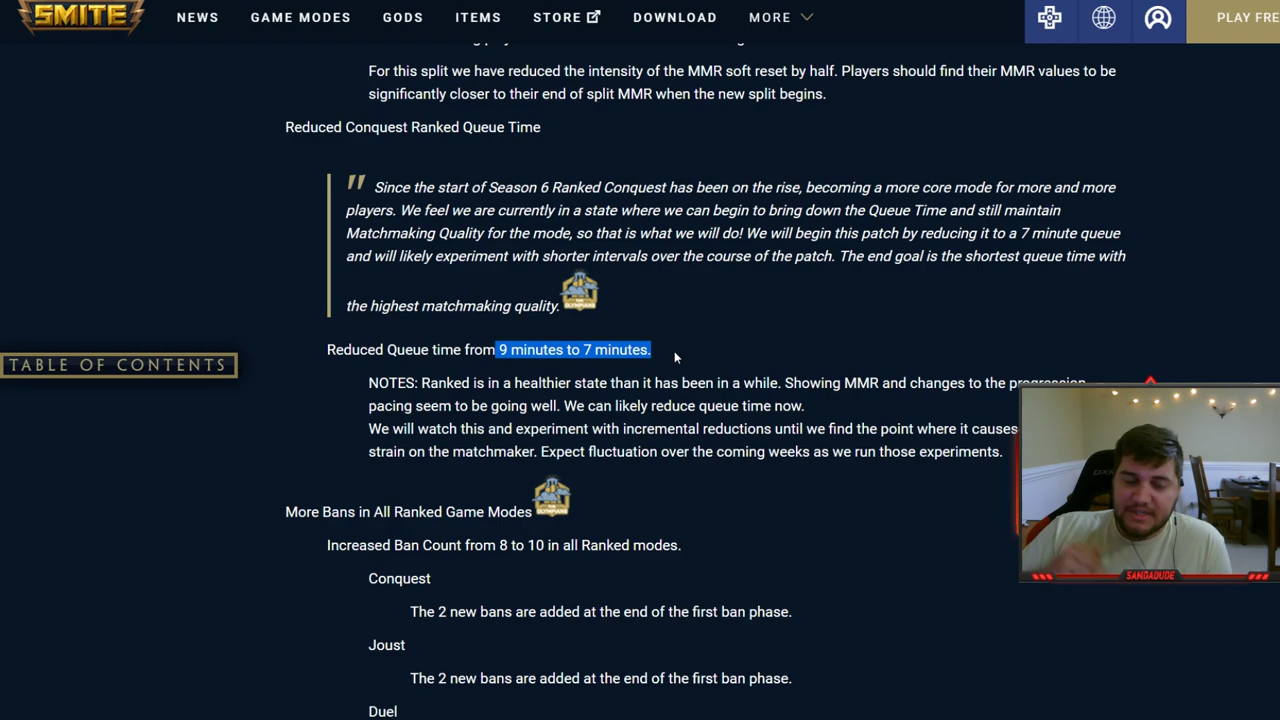 SMITE
NEWS GAME MODES GODS ITEMS STORE DOWNLOAD MORE PLAY FRE
For this split we have reduced the intensity of the MMR soft reset by half. Players should find their MMR values to be
significantly closer to their end of split MMR when the new split begins.
Reduced Conquest Ranked Queue Time
" Since the start of Season 6 Ranked Conquest has been on the rise, becoming a more core mode for more and more
players. We feel we are currently in a state where we can begin to bring down the Queue Time and still maintain
Matchmaking Quality for the mode, so that is what we will do! We will begin this patch by reducing it to a 7 minute queue
and will likely experiment with shorter intervals over the course of the patch. The end goal is the shortest queue time with
the highest matchmaking quality.
Reduced Queue time from 9 minutes to 7 minutes.
TABLE OF CONTENTS
NOTES: Ranked is in a healthier state than it has been in a while. Showing MMR and changes to the progression
pacing seem to be going well. We can likely reduce queue time now.
We will watch this and experiment with incremental reductions until we find the point where it causes
strain on the matchmaker. Expect fluctuation over the coming weeks as we run those experiments.
More Bans in All Ranked Game Modes
Increased Ban Count from 8 to 10 in all Ranked modes.
Conquest
SANDADUDE
The 2 new bans are added at the end of the first ban phase.
Joust
The 2 new bans are added at the end of the first ban phase.
Duel